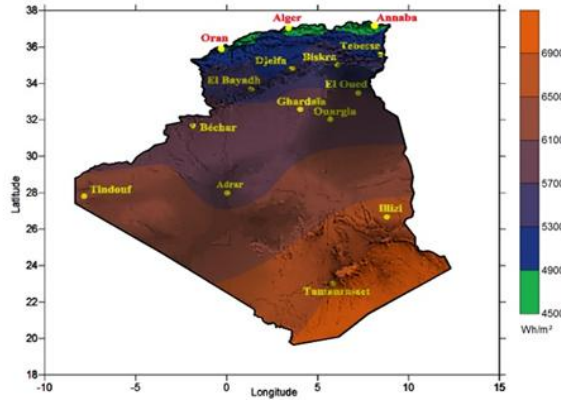 38
36
34
32
30
28
26
24
22
20
18
Latitude
-10
-5
0
5
10
15
Longitude
Oran
Alger
Annaba
Tebessa
Djelfa
Biskra
El Bayadh
El Oued
Ghardaïa
Ouargla
Béchar
Tindouf
Adrar
Illizi
Tamanrasset
6900
6500
6100
5700
5300
4900
4500
Wh/m²